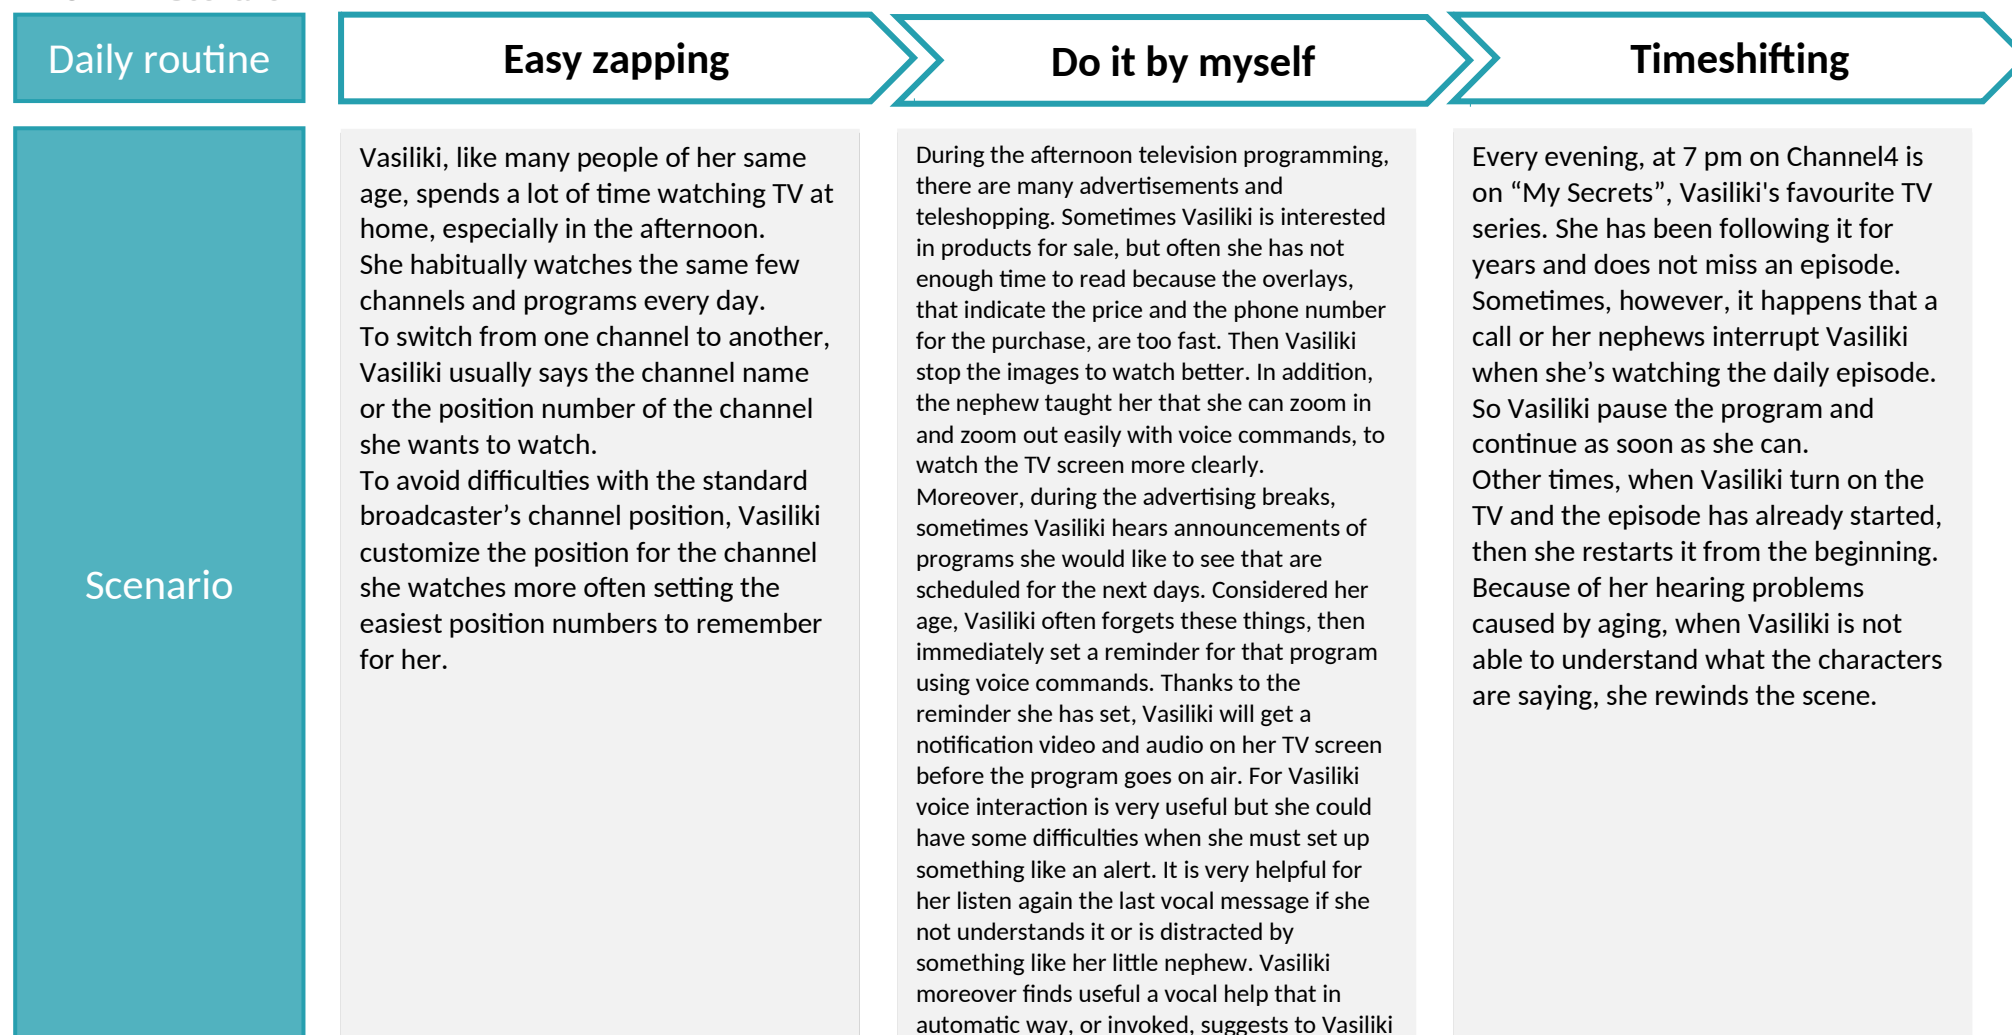 Daily routine
Easy zapping
Do it by myself
Timeshifting
Scenario
Vasiliki, like many people of her same
age, spends a lot of time watching TV at
home, especially in the afternoon.
She habitually watches the same few
channels and programs every day.
To switch from one channel to another,
Vasiliki usually says the channel name
or the position number of the channel
she wants to watch.
To avoid difficulties with the standard
broadcaster’s channel position, Vasiliki
customize the position for the channel
she watches more often setting the
easiest position numbers to remember
for her.
During the afternoon television programming,
there are many advertisements and
teleshopping. Sometimes Vasiliki is interested
in products for sale, but often she has not
enough time to read because the overlays,
that indicate the price and the phone number
for the purchase, are too fast. Then Vasiliki
stop the images to watch better. In addition,
the nephew taught her that she can zoom in
and zoom out easily with voice commands, to
watch the TV screen more clearly.
Moreover, during the advertising breaks,
sometimes Vasiliki hears announcements of
programs she would like to see that are
scheduled for the next days. Considered her
age, Vasiliki often forgets these things, then
immediately set a reminder for that program
using voice commands. Thanks to the
reminder she has set, Vasiliki will get a
notification video and audio on her TV screen
before the program goes on air. For Vasiliki
voice interaction is very useful but she could
have some difficulties when she must set up
something like an alert. It is very helpful for
her listen again the last vocal message if she
not understands it or is distracted by
something like her little nephew. Vasiliki
moreover finds useful a vocal help that in
automatic way, or invoked, suggests to Vasiliki
Every evening, at 7 pm on Channel4 is
on “My Secrets”, Vasiliki's favourite TV
series. She has been following it for
years and does not miss an episode.
Sometimes, however, it happens that a
call or her nephews interrupt Vasiliki
when she’s watching the daily episode.
So Vasiliki pause the program and
continue as soon as she can.
Other times, when Vasiliki turn on the
TV and the episode has already started,
then she restarts it from the beginning.
Because of her hearing problems
caused by aging, when Vasiliki is not
able to understand what the characters
are saying, she rewinds the scene.